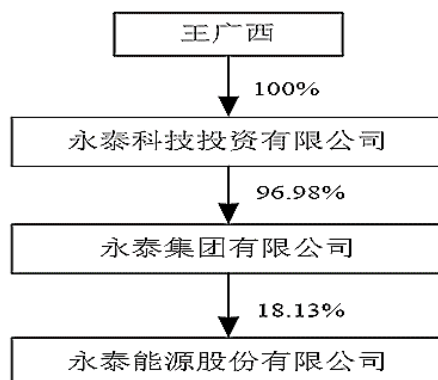 王广西
100%
永泰科技投资有限公司
96.98%
永泰集团有限公司
18.13%
永泰能源股份有限公司